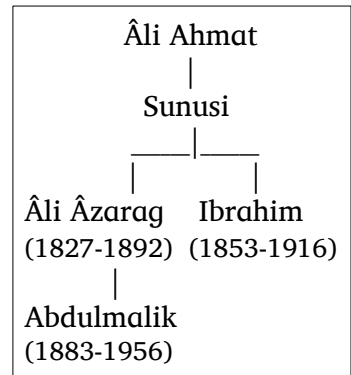 Âli Ahmat
Sunusi
Âli Âzarag Ibrahim
(1827-1892) (1853-1916)
Abdulmalik
(1883-1956)